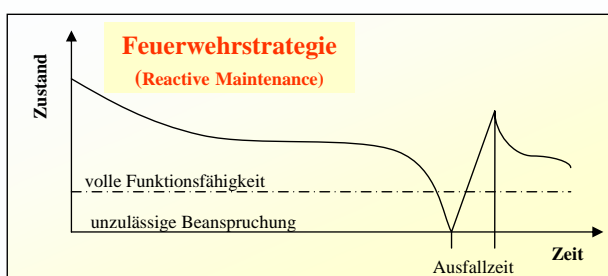 Feuerwehrstrategie
(Reactive Maintenance)
Zustand
volle Funktionsfähigkeit
unzulässige Beanspruchung
Zeit
Ausfallzeit